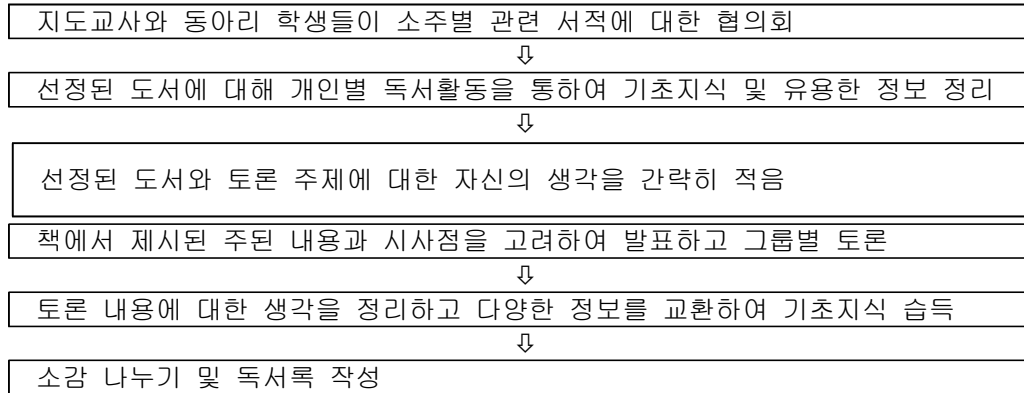 지도교사와 동아리 학생들이 소주별 관련 서적에 대한 협의회
⇩
선정된 도서에 대해 개인별 독서활동을 통하여 기초지식 및 유용한 정보 정리
⇩
선정된 도서와 토론 주제에 대한 자신의 생각을 간략히 적음
책에서 제시된 주된 내용과 시사점을 고려하여 발표하고 그룹별 토론
⇩
토론 내용에 대한 생각을 정리하고 다양한 정보를 교환하여 기초지식 습득
⇩
소감 나누기 및 독서록 작성